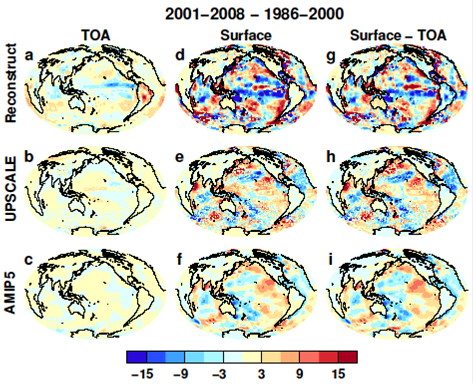 2001−2008 − 1986−2000
TOA Surface Surface − TOA
Reconstruct
a d g
UPSCALE
b e h
AMIP5
c f i
−15 −9 −3 3 9 15